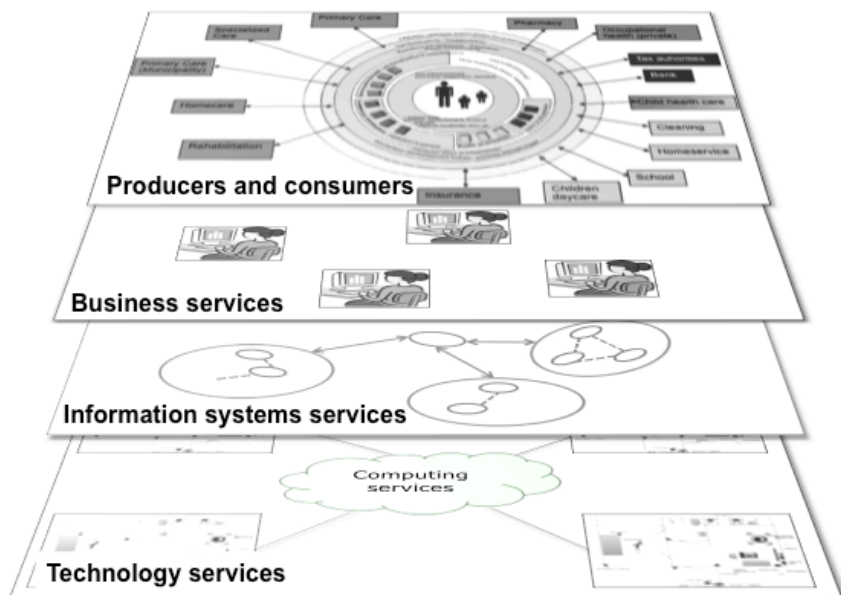 Primary Care
Pharmacy
Specialized
Care
Occupational
health (private)
Tax authorities
Primary Care
(Municipality)
Bank
Child health care
Homecare
Cleaning
Homeservice
Rehabilitation
School
Producers and consumers
Insurance
Children
daycare
Business services
Information systems services
Computing
services
Technology services